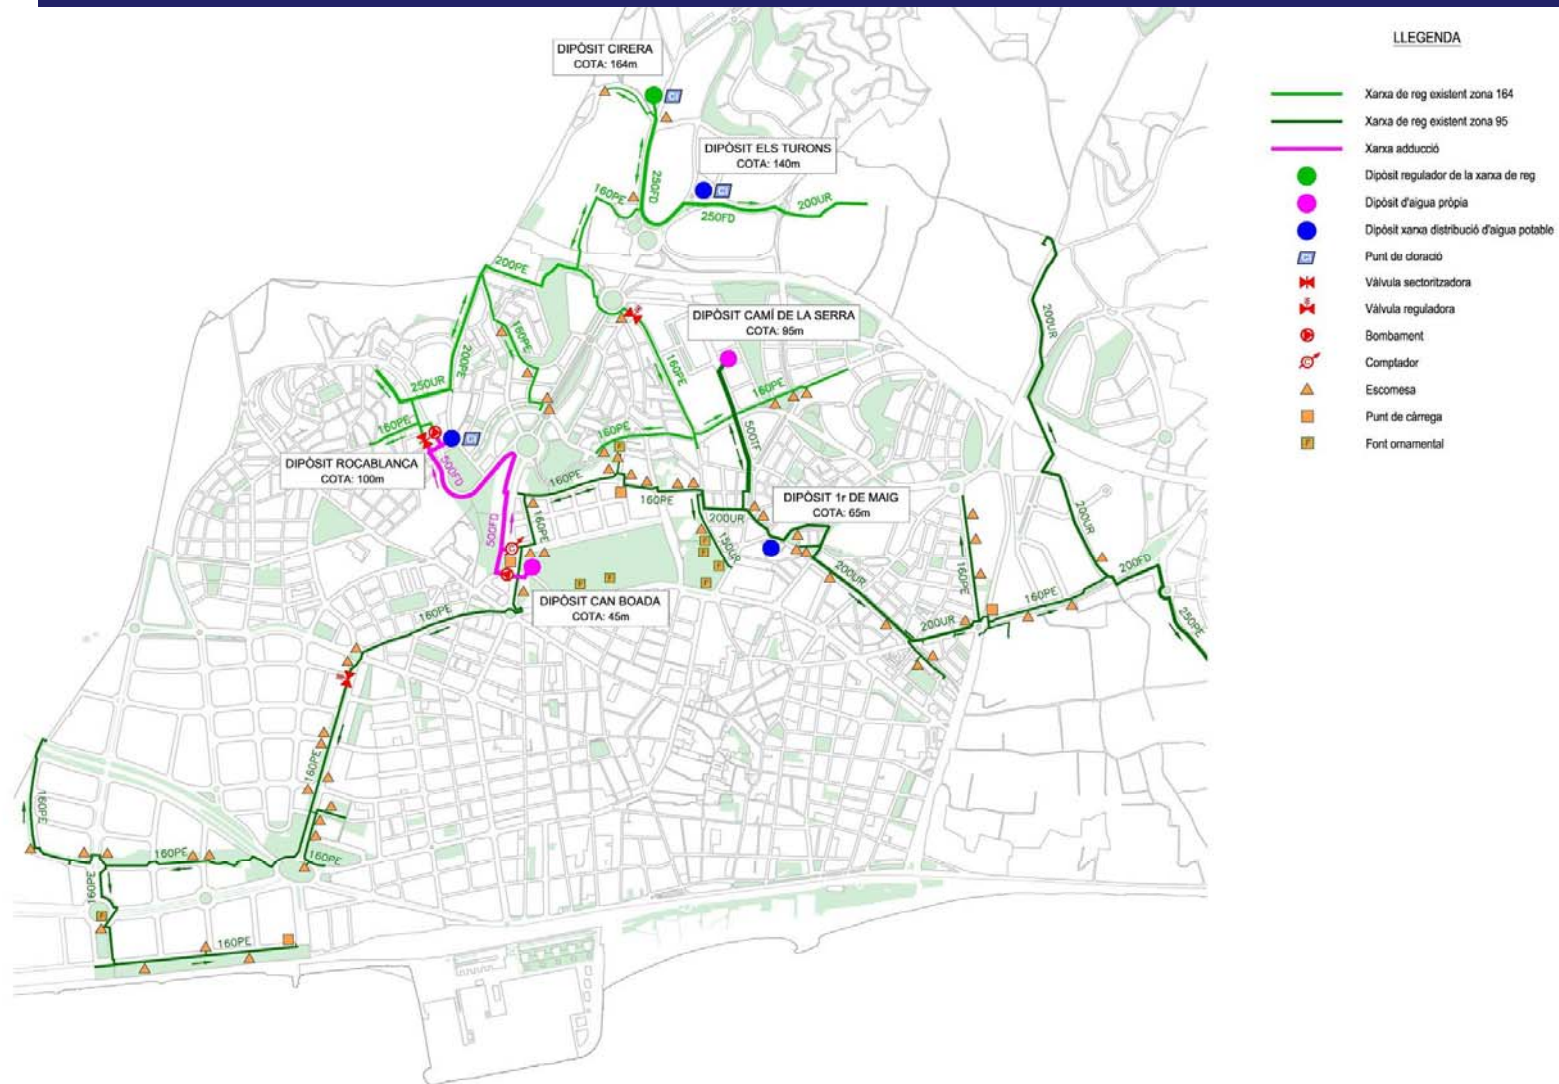 DIPÒSIT CIRERA
COTA: 164m
DIPÒSIT ELS TURONS
COTA: 140m
250FD
160PE
200UR
250FD
200PE
DIPÒSIT CAMÍ DE LA SERRA
COTA: 95m
200UR
160PE
200PE
160PE
250UR
160PE
160PE
160PE
500TF
DIPÒSIT ROCABLANCA
COTA: 100m
500FD
160PE
160PE
DIPÒSIT 1r DE MAIG
COTA: 65m
200UR
500FD
160PE
150UR
200UR
200UR
160PE
200FD
DIPÒSIT CAN BOADA
COTA: 45m
160PE
160PE
200UR
250PE
160PE
160PE
160PE
160PE
160PE
160PE
LLEGENDA
Xarxa de reg existent zona 164
Xarxa de reg existent zona 95
Xarxa adducció
Dipòsit regulador de la xarxa de reg
Dipòsit d'aigua pròpia
Dipòsit xarxa distribució d'aigua potable
Punt de cloració
Vàlvula sectoritzadora
Vàlvula reguladora
Bombament
Comptador
Escomesa
Punt de càrrega
Font ornamental